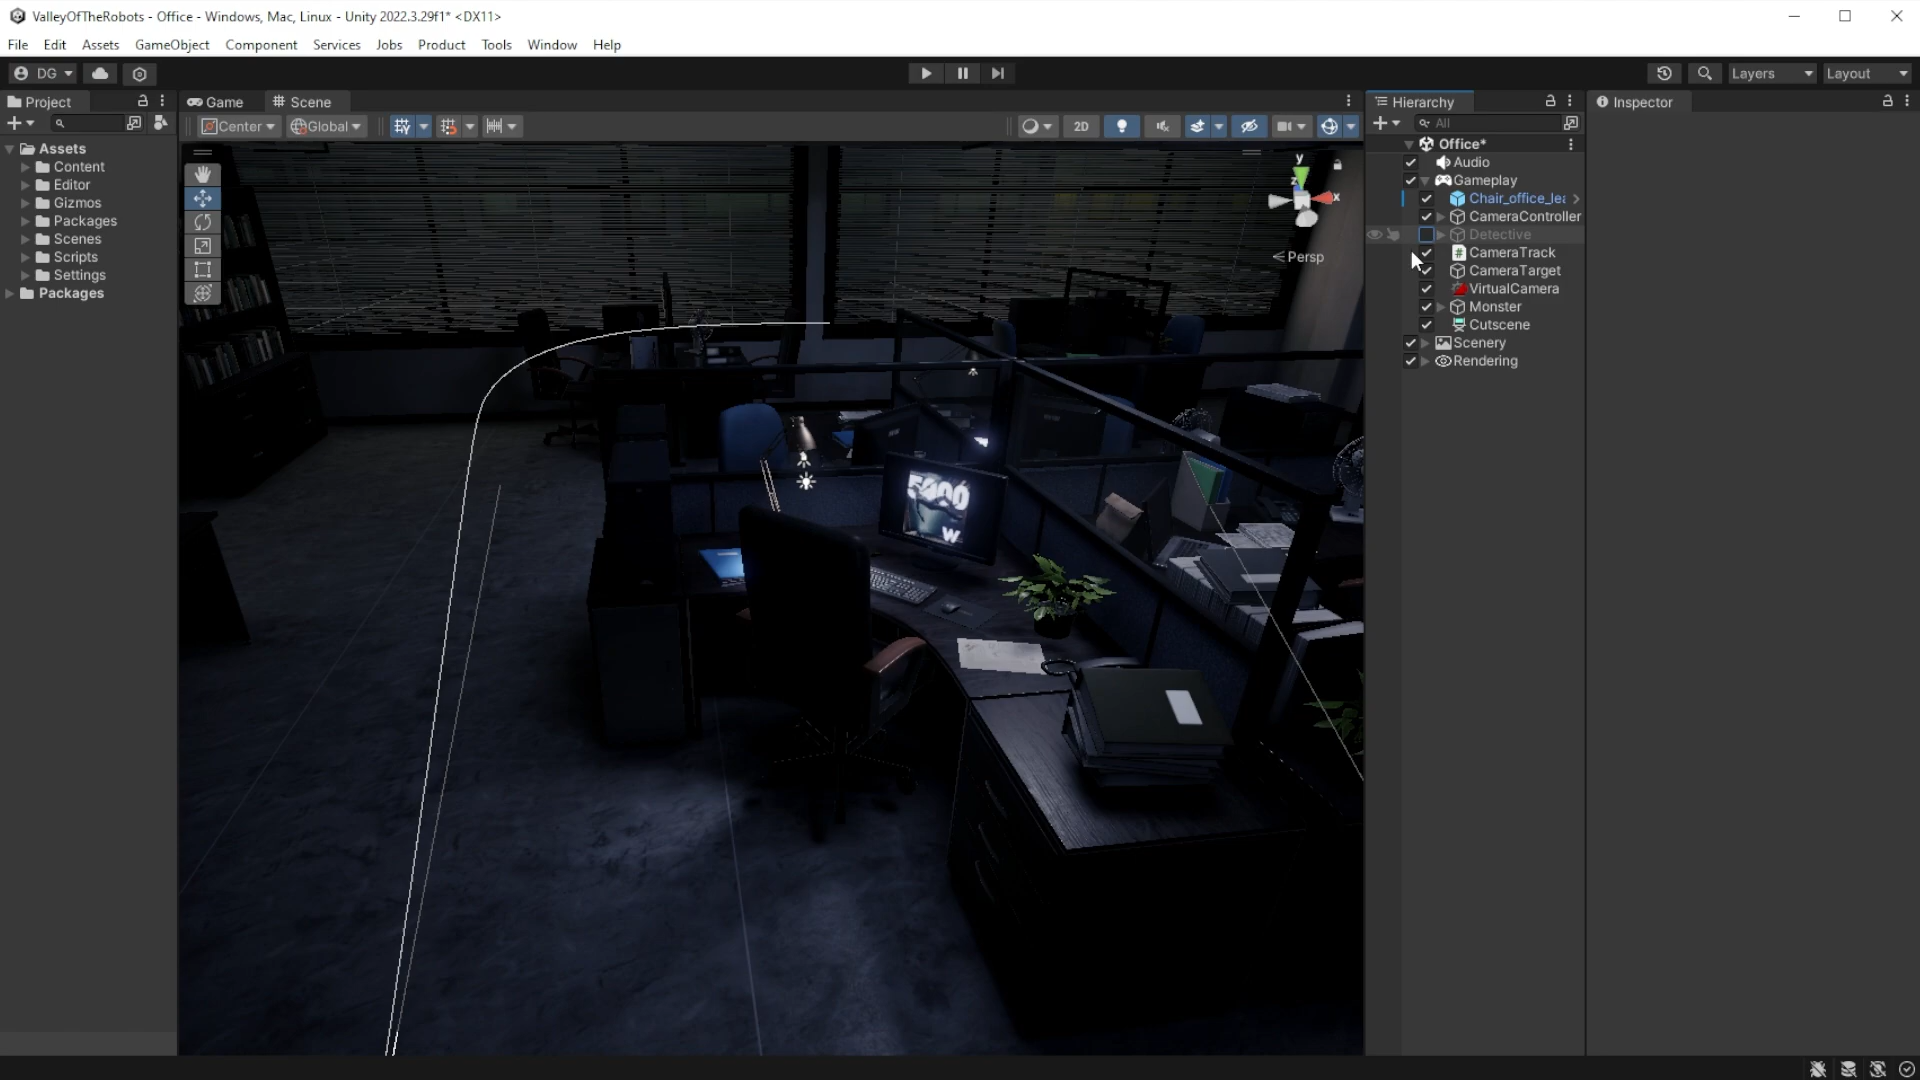 ValleyOfTheRobots - Office - Windows, Mac, Linux - Unity 2022.3.29f1* <DX11>
File Edit Assets GameObject Component Services Jobs Product Tools Window Help
DG
Layers
Layout
Project
Game
Scene
Hierarchy
Inspector
Center
Global
2D
All
Assets
Content
Editor
Gizmos
Packages
Scenes
Scripts
Settings
Packages
y
x
z
Persp
5000
W
Office*
Audio
Gameplay
Chair_office_lea
CameraController
Detective
CameraTrack
CameraTarget
VirtualCamera
Monster
Cutscene
Scenery
Rendering